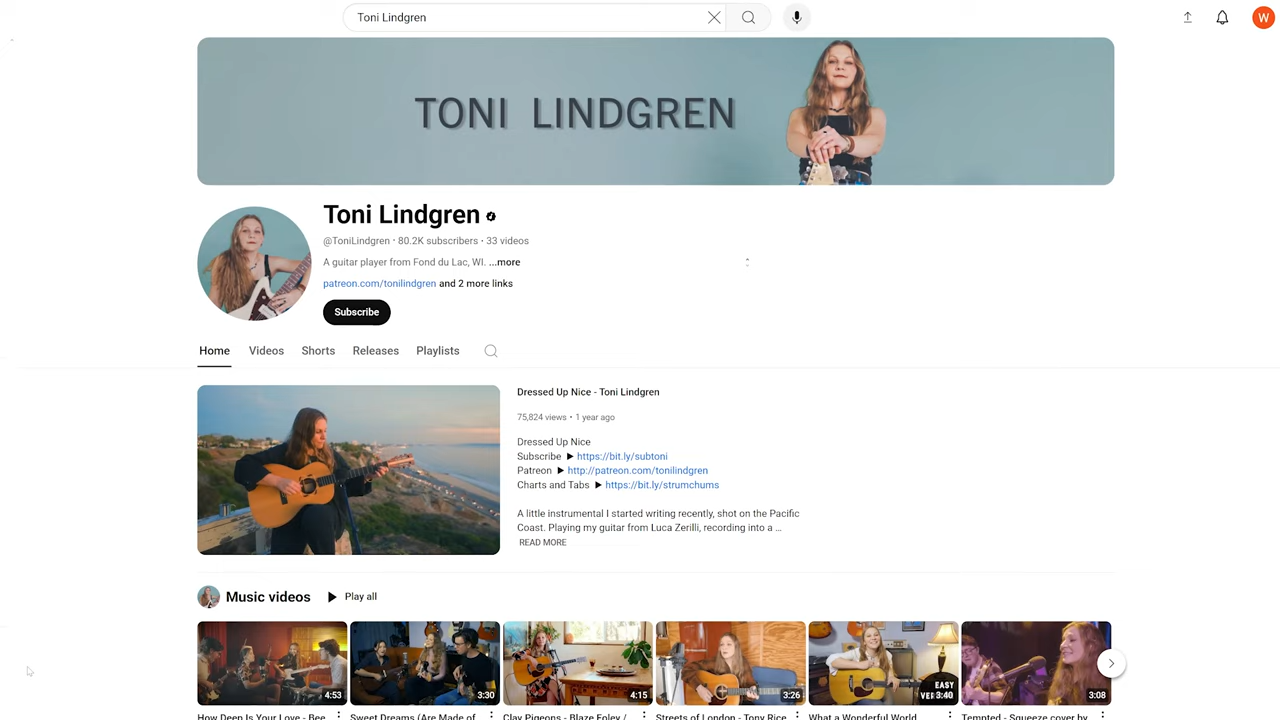 Toni Lindgren
W
TONI LINDGREN
Toni Lindgren
@ToniLindgren • 80.2K subscribers • 33 videos
A guitar player from Fond du Lac, WI. ...more
patreon.com/tonilindgren and 2 more links
Subscribe
Home Videos Shorts Releases Playlists
Dressed Up Nice - Toni Lindgren
75,824 views • 1 year ago
Dressed Up Nice
Subscribe ▶ https://bit.ly/subtoni
Patreon ▶ http://patreon.com/tonilindgren
Charts and Tabs ▶ https://bit.ly/strumchums
A little instrumental I started writing recently, shot on the Pacific
Coast. Playing my guitar from Luca Zerilli, recording into a ...
READ MORE
Music videos ▶ Play all
4:53 3:30 4:15 3:26 EASY VER 3:40 3:08
How Deep Is Your Love - Bee Sweet Dreams (Are Made of Clay Pigeons - Blaze Foley / Streets of London - Tony Rice What a Wonderful World Tempted - Squeeze cover by